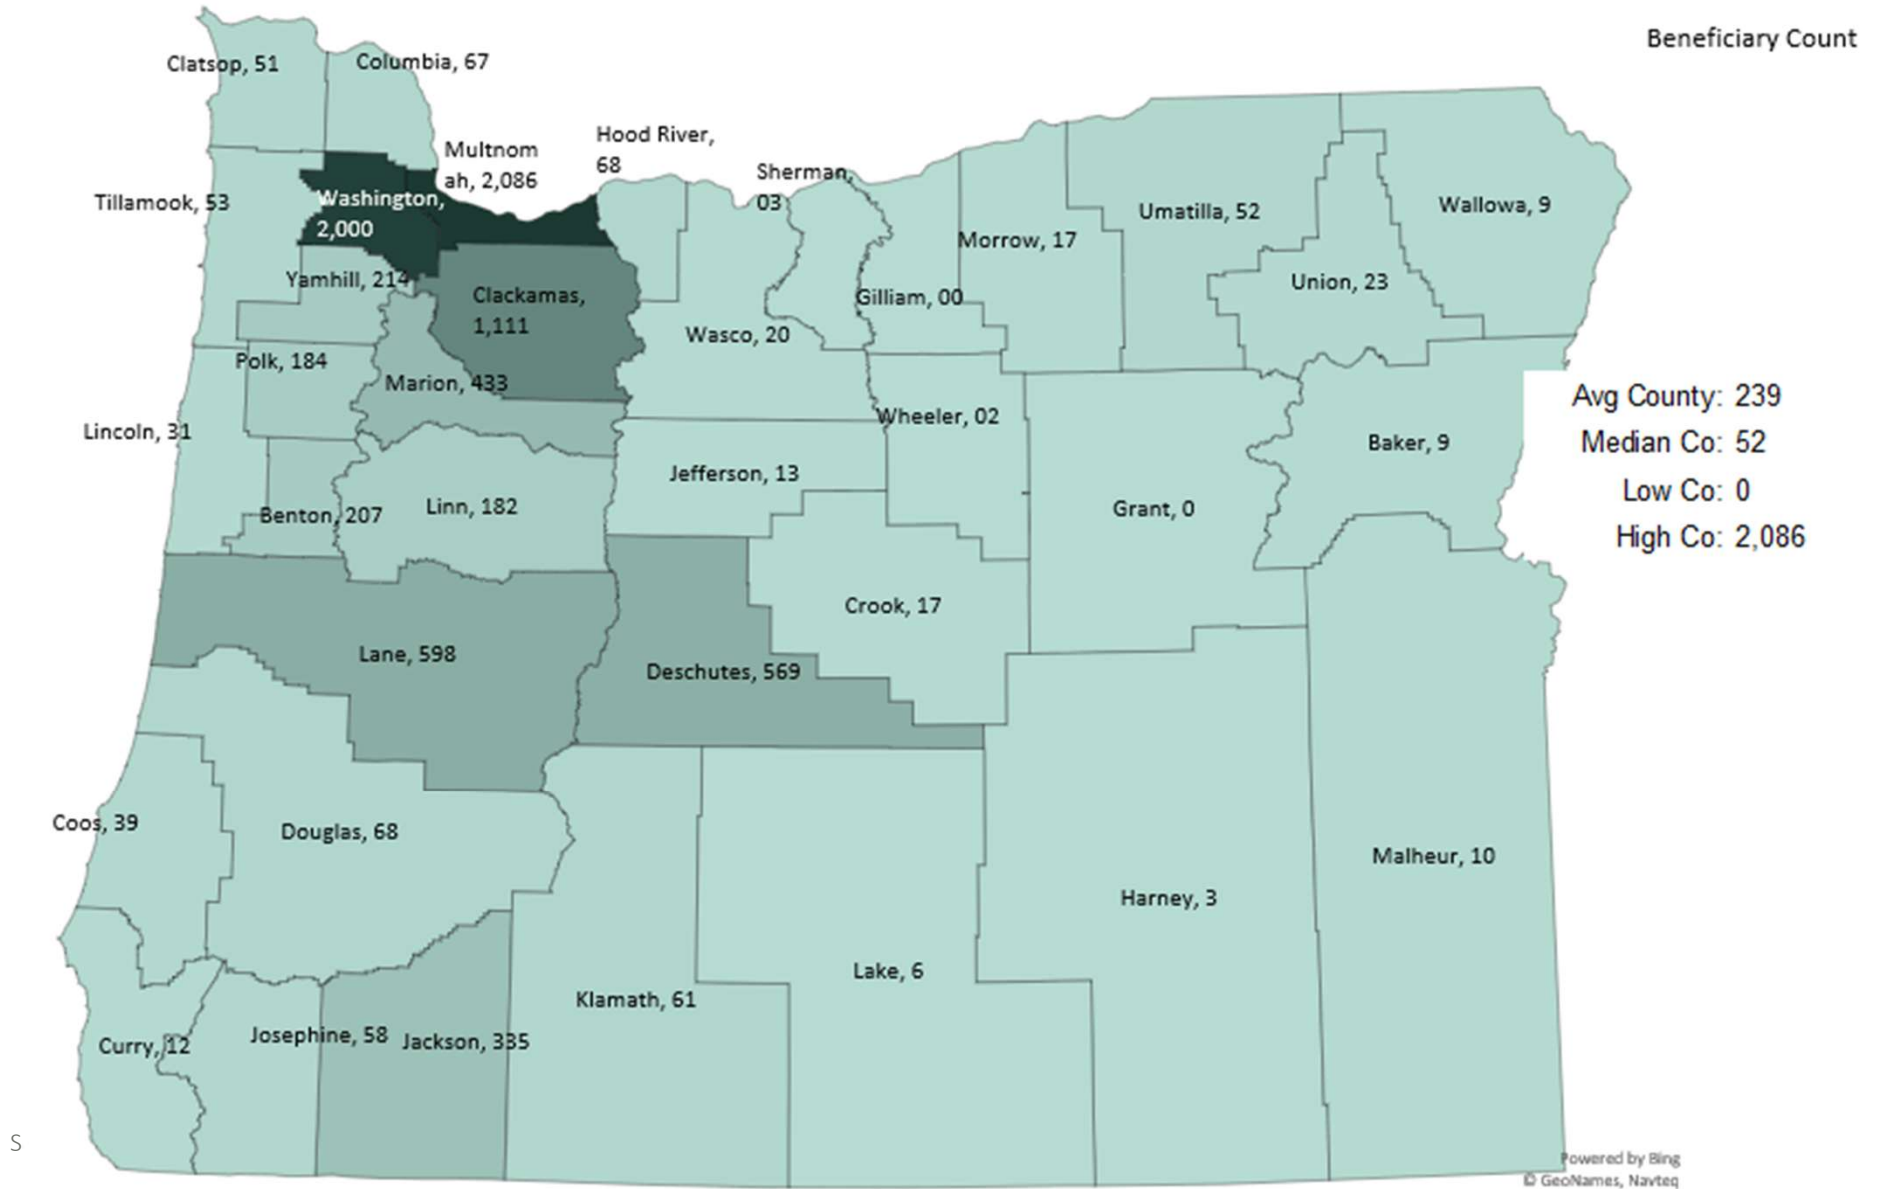 Beneficiary Count
Clatsop, 51
Columbia, 67
Multnom
ah, 2,086
Hood River,
68
Sherman,
03
Tillamook, 53
Washington,
2,000
Wallowa, 9
Umatilla, 52
Morrow, 17
Yamhill, 214
Union, 23
Clackamas,
1,111
Gilliam, 00
Wasco, 20
Polk, 184
Marion, 433
Avg County: 239
Wheeler, 02
Lincoln, 31
Baker, 9
Median Co: 52
Jefferson, 13
Low Co: 0
Linn, 182
Grant, 0
Benton, 207
High Co: 2,086
Crook, 17
Lane, 598
Deschutes, 569
Coos, 39
Douglas, 68
Malheur, 10
Harney, 3
Lake, 6
Klamath, 61
Josephine, 58
Jackson, 335
Curry, 12
S
Powered by Bing
© GeoNames, Navteq